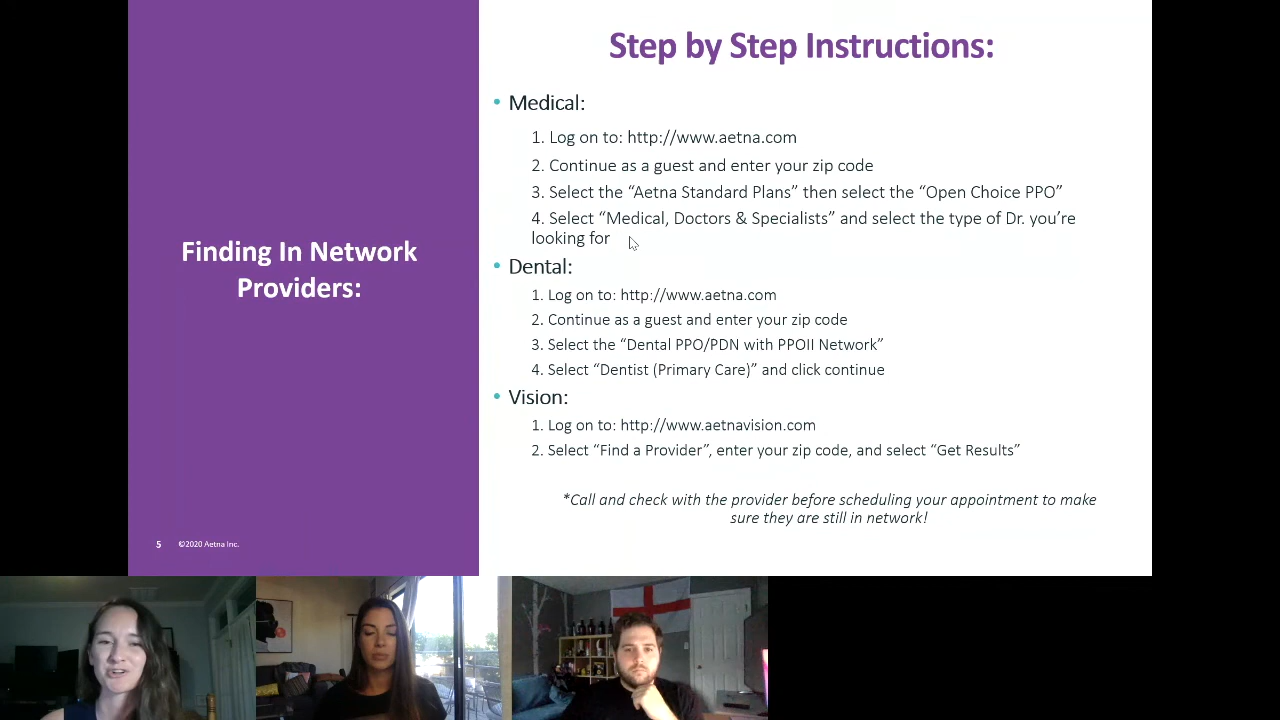 Step by Step Instructions:
Finding In Network
Providers:
• Medical:
1. Log on to: http://www.aetna.com
2. Continue as a guest and enter your zip code
3. Select the “Aetna Standard Plans” then select the “Open Choice PPO”
4. Select “Medical, Doctors & Specialists” and select the type of Dr. you’re
looking for
• Dental:
1. Log on to: http://www.aetna.com
2. Continue as a guest and enter your zip code
3. Select the “Dental PPO/PDN with PPOII Network”
4. Select “Dentist (Primary Care)” and click continue
• Vision:
1. Log on to: http://www.aetnavision.com
2. Select “Find a Provider”, enter your zip code, and select “Get Results”
*Call and check with the provider before scheduling your appointment to make
sure they are still in network!
5 ©2020 Aetna Inc.